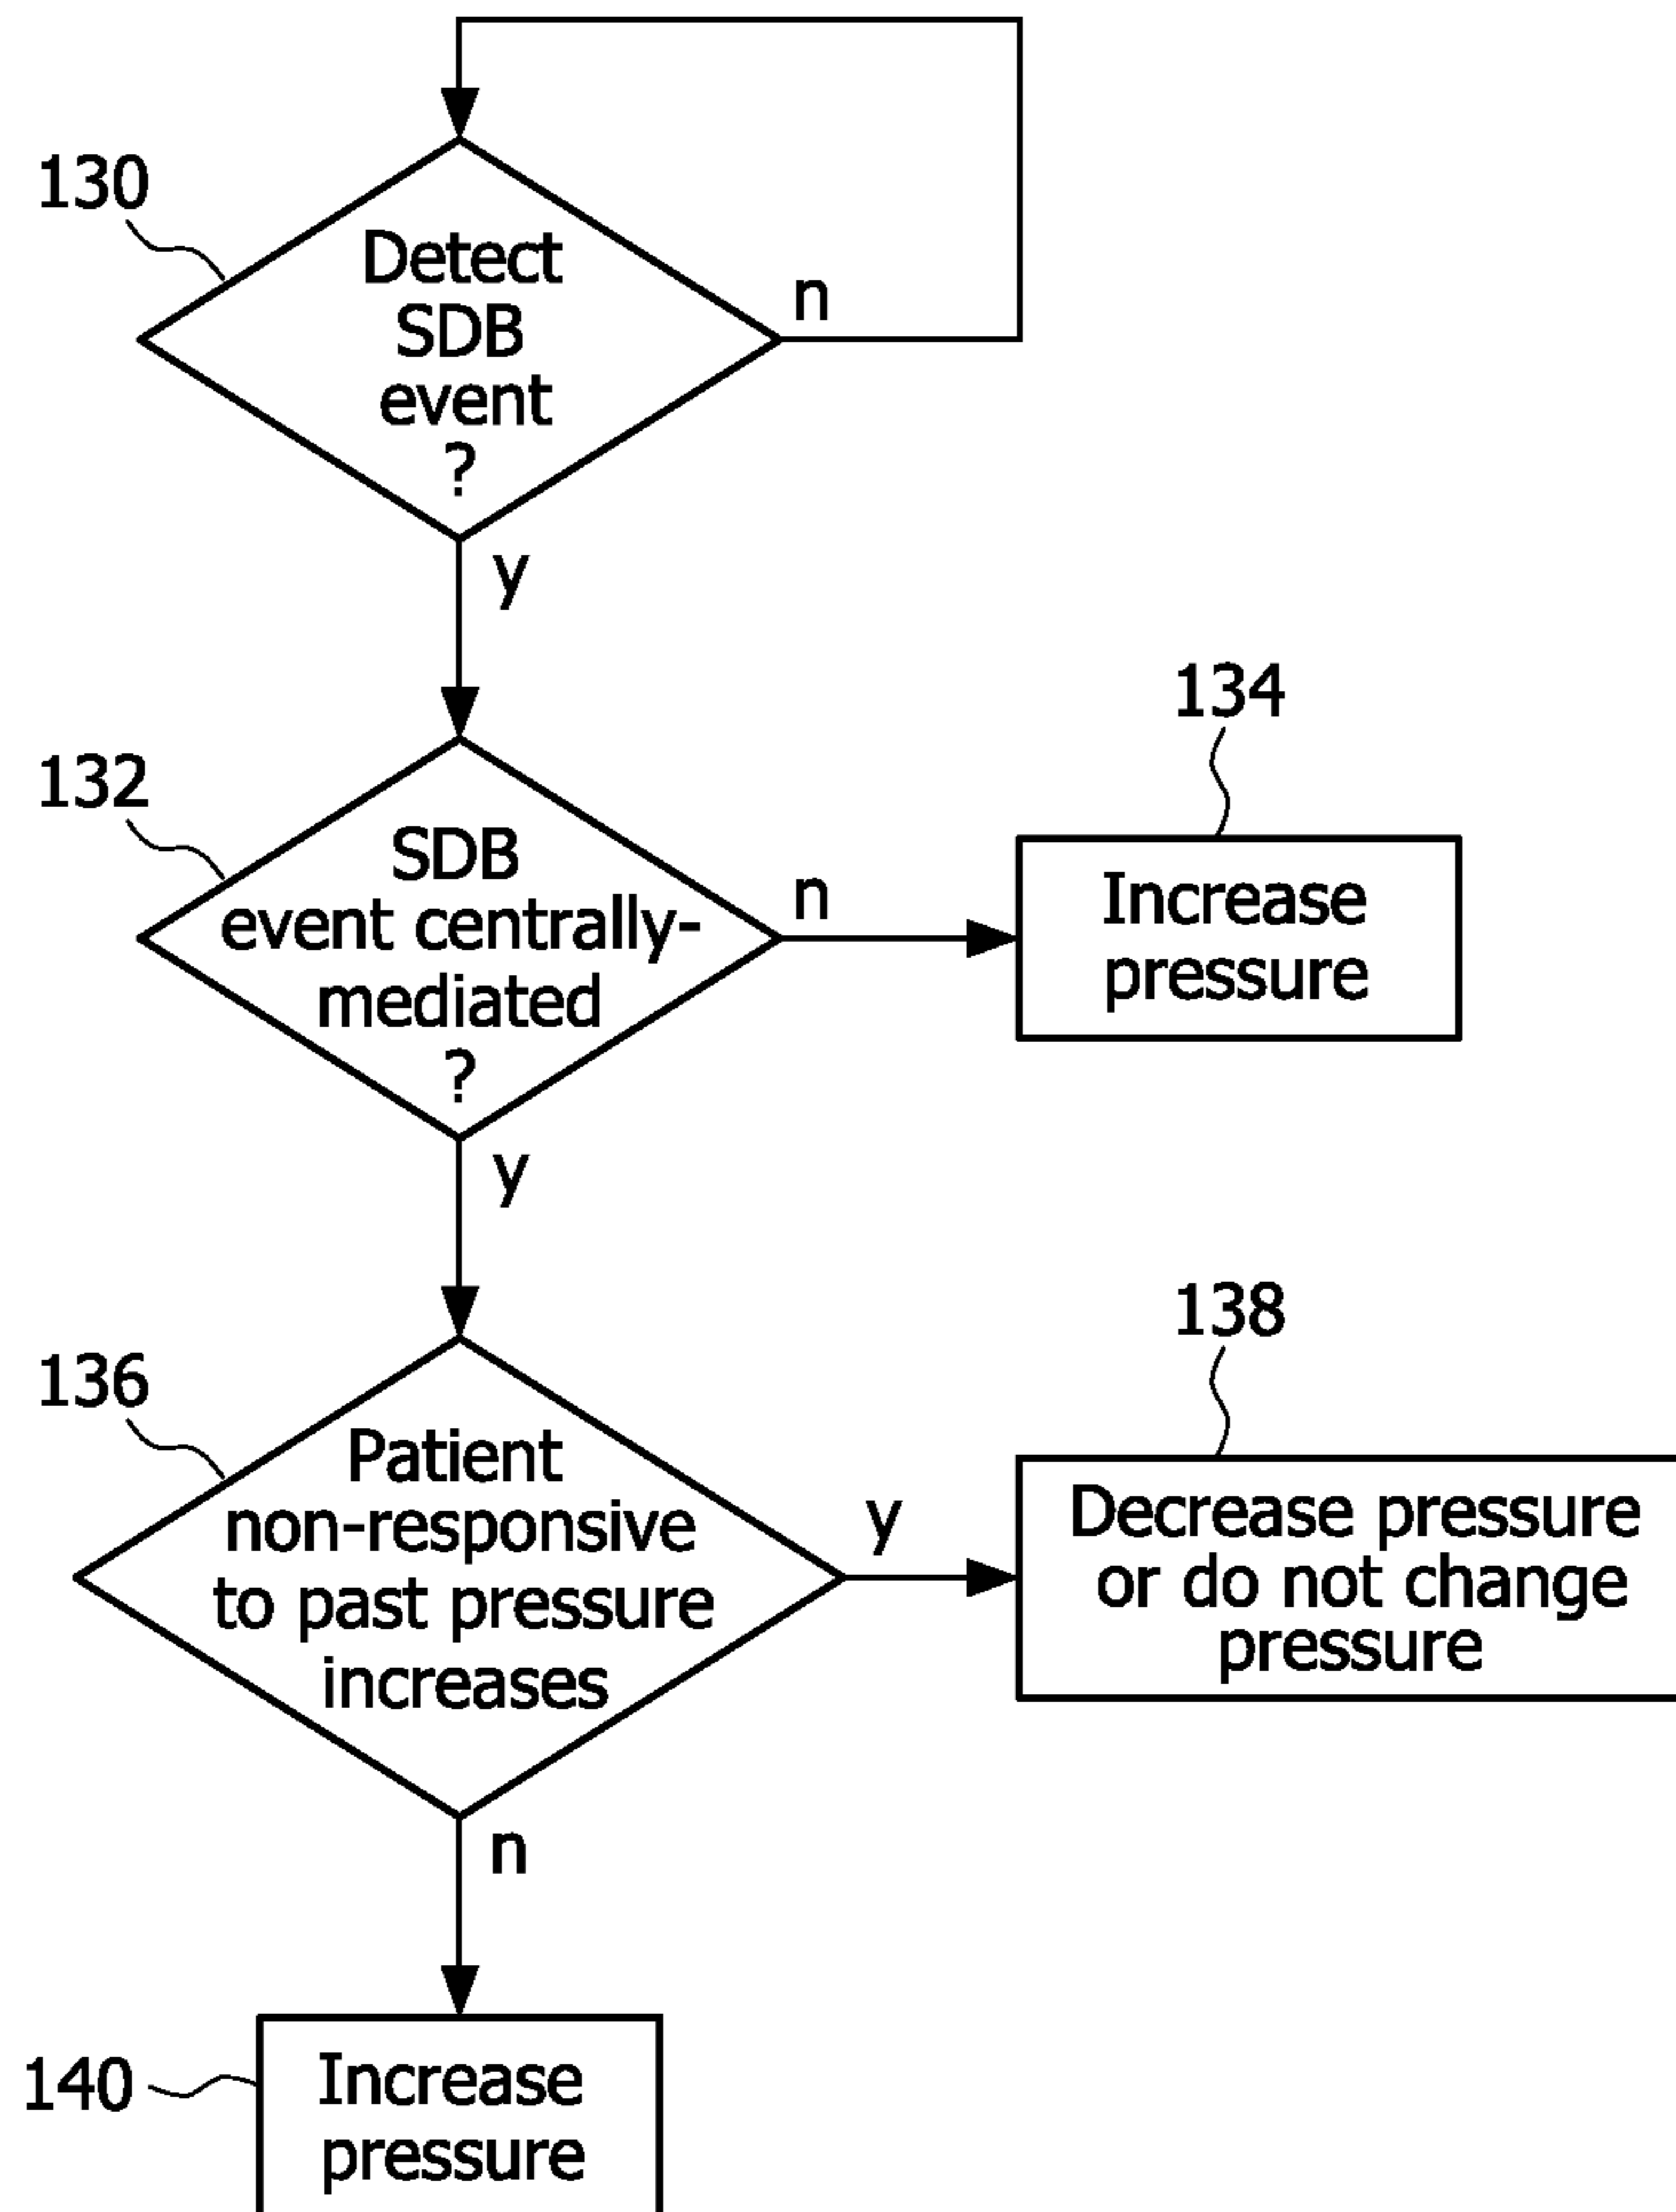 130
Detect
SDB
event
?
n
y
134
132
SDB
event centrally-
mediated
?
n
Increase
pressure
y
138
136
Patient
non-responsive
to past pressure
increases
y
Decrease pressure
or do not change
pressure
n
140
Increase
pressure